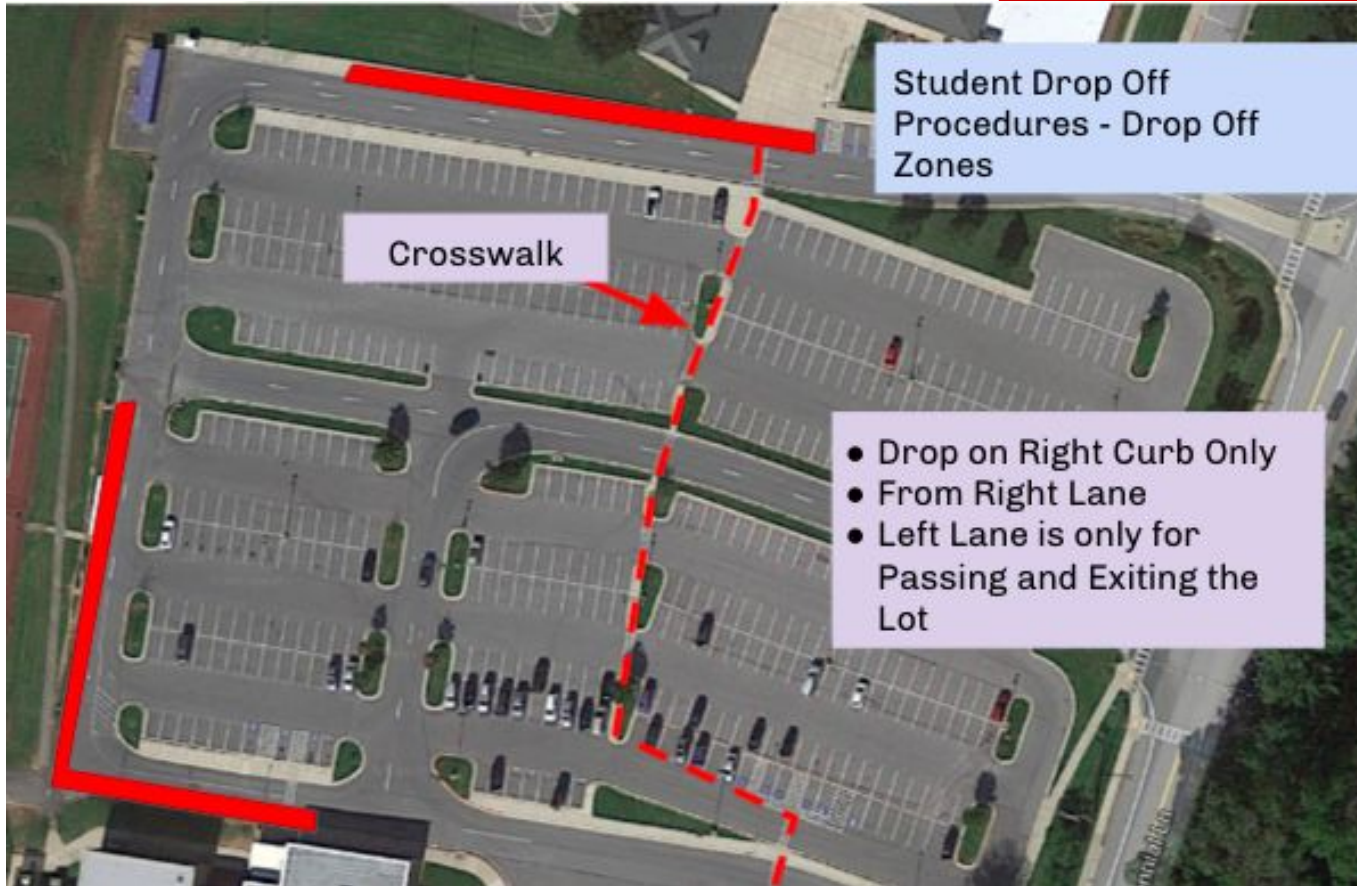 Student Drop Off
Procedures - Drop Off
Zones
Crosswalk
● Drop on Right Curb Only
● From Right Lane
● Left Lane is only for
Passing and Exiting the
Lot